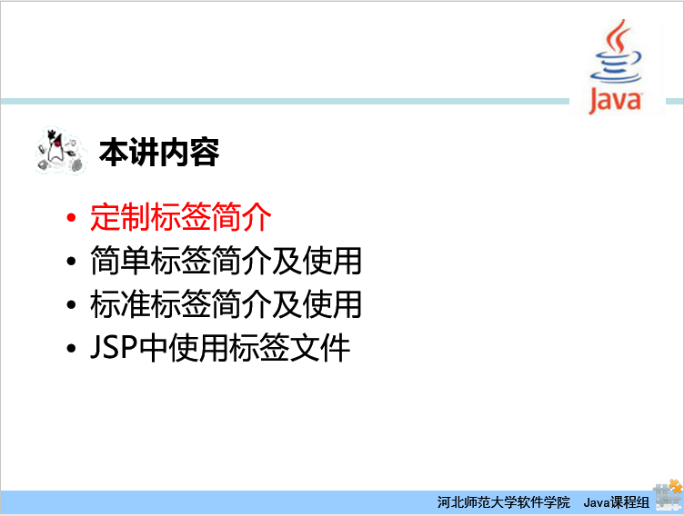 Java
本讲内容
• 定制标签简介
• 简单标签简介及使用
• 标准标签简介及使用
• JSP中使用标签文件
河北师范大学软件学院 Java课程组